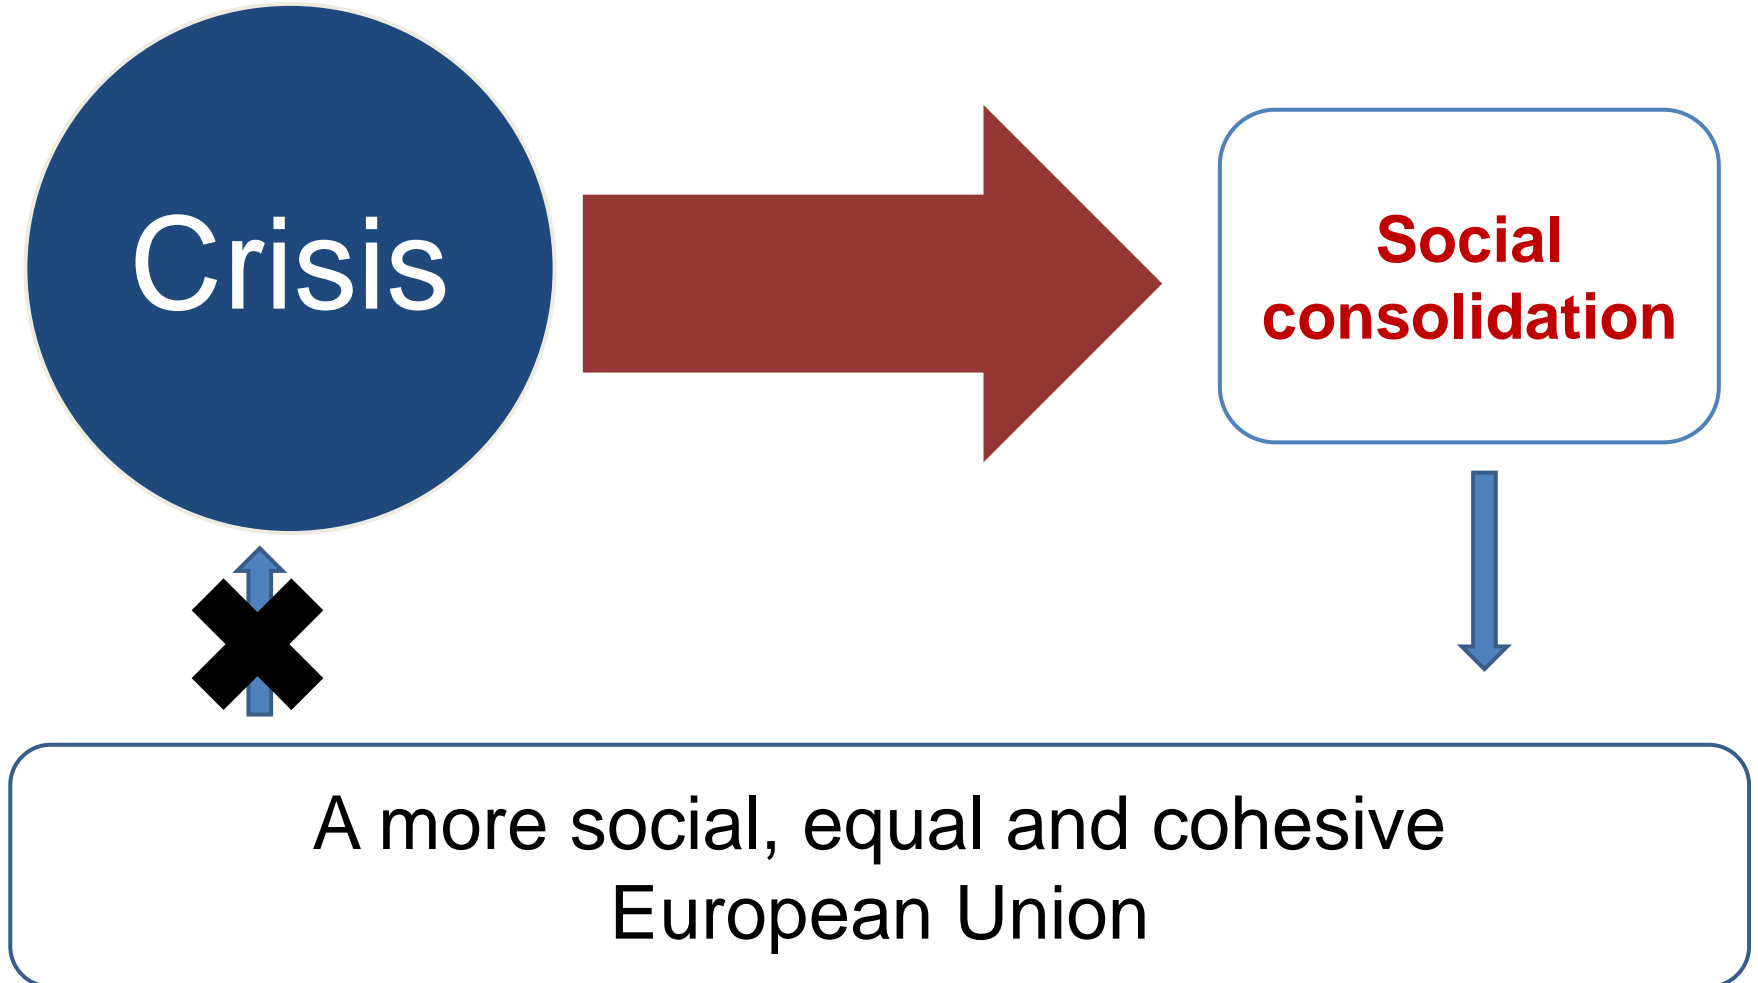 Crisis
Social
consolidation
A more social, equal and cohesive
European Union